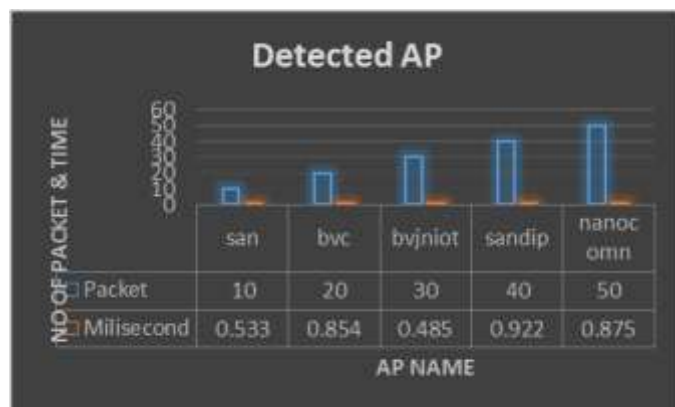 Detected AP
NO OF PACKET & TIME
60
50
40
30
20
10
0
san bvc bvjniot sandip nanoc omn
Packet 10 20 30 40 50
Milisecond 0.533 0.854 0.485 0.922 0.875
AP NAME